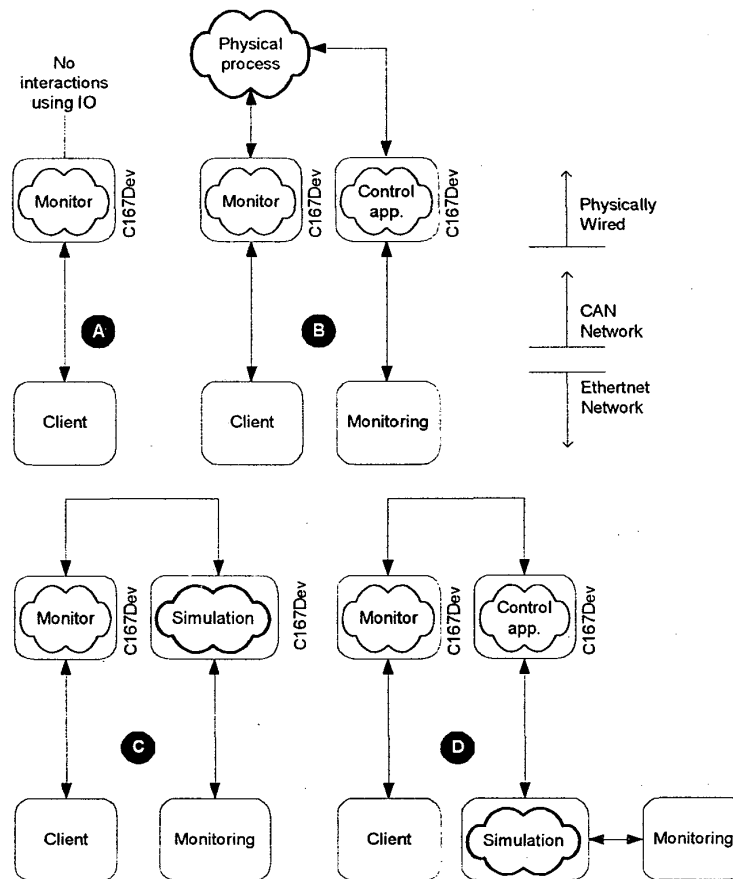 Physical
process
No
interactions
using IO
Monitor
C167Dev
Monitor
C167Dev
Control
app.
C167Dev
Physically
Wired
A
B
CAN
Network
Ethertnet
Network
Client
Client
Monitoring
Monitor
C167Dev
Simulation
C167Dev
Monitor
C167Dev
Control
app.
C167Dev
C
D
Client
Monitoring
Client
Simulation
Monitoring